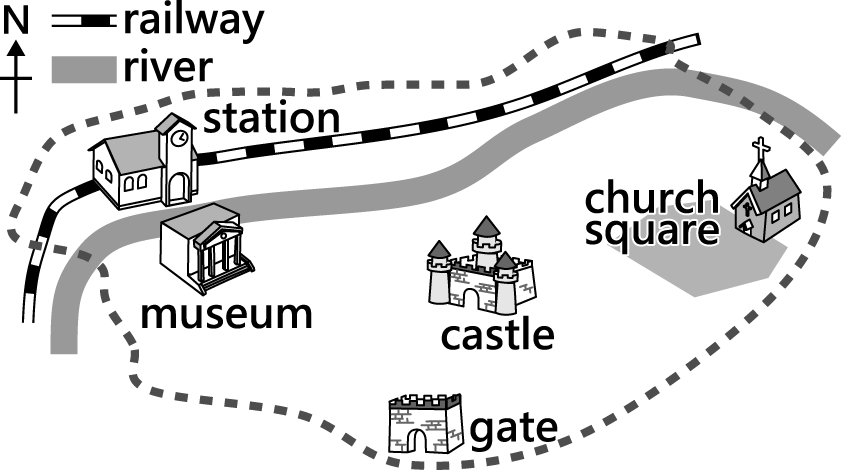 N
railway
river
station
church
square
museum
castle
gate